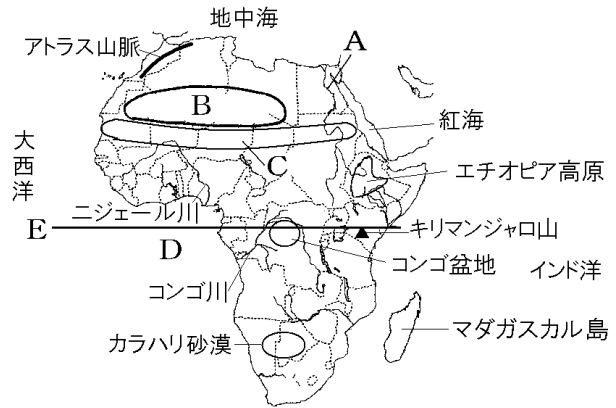 地中海
アトラス山脈
A
B
紅海
大西洋
C
エチオピア高原
ニジェール川
E
D
キリマンジャロ山
コンゴ盆地
インド洋
コンゴ川
マダガスカル島
カラハリ砂漠